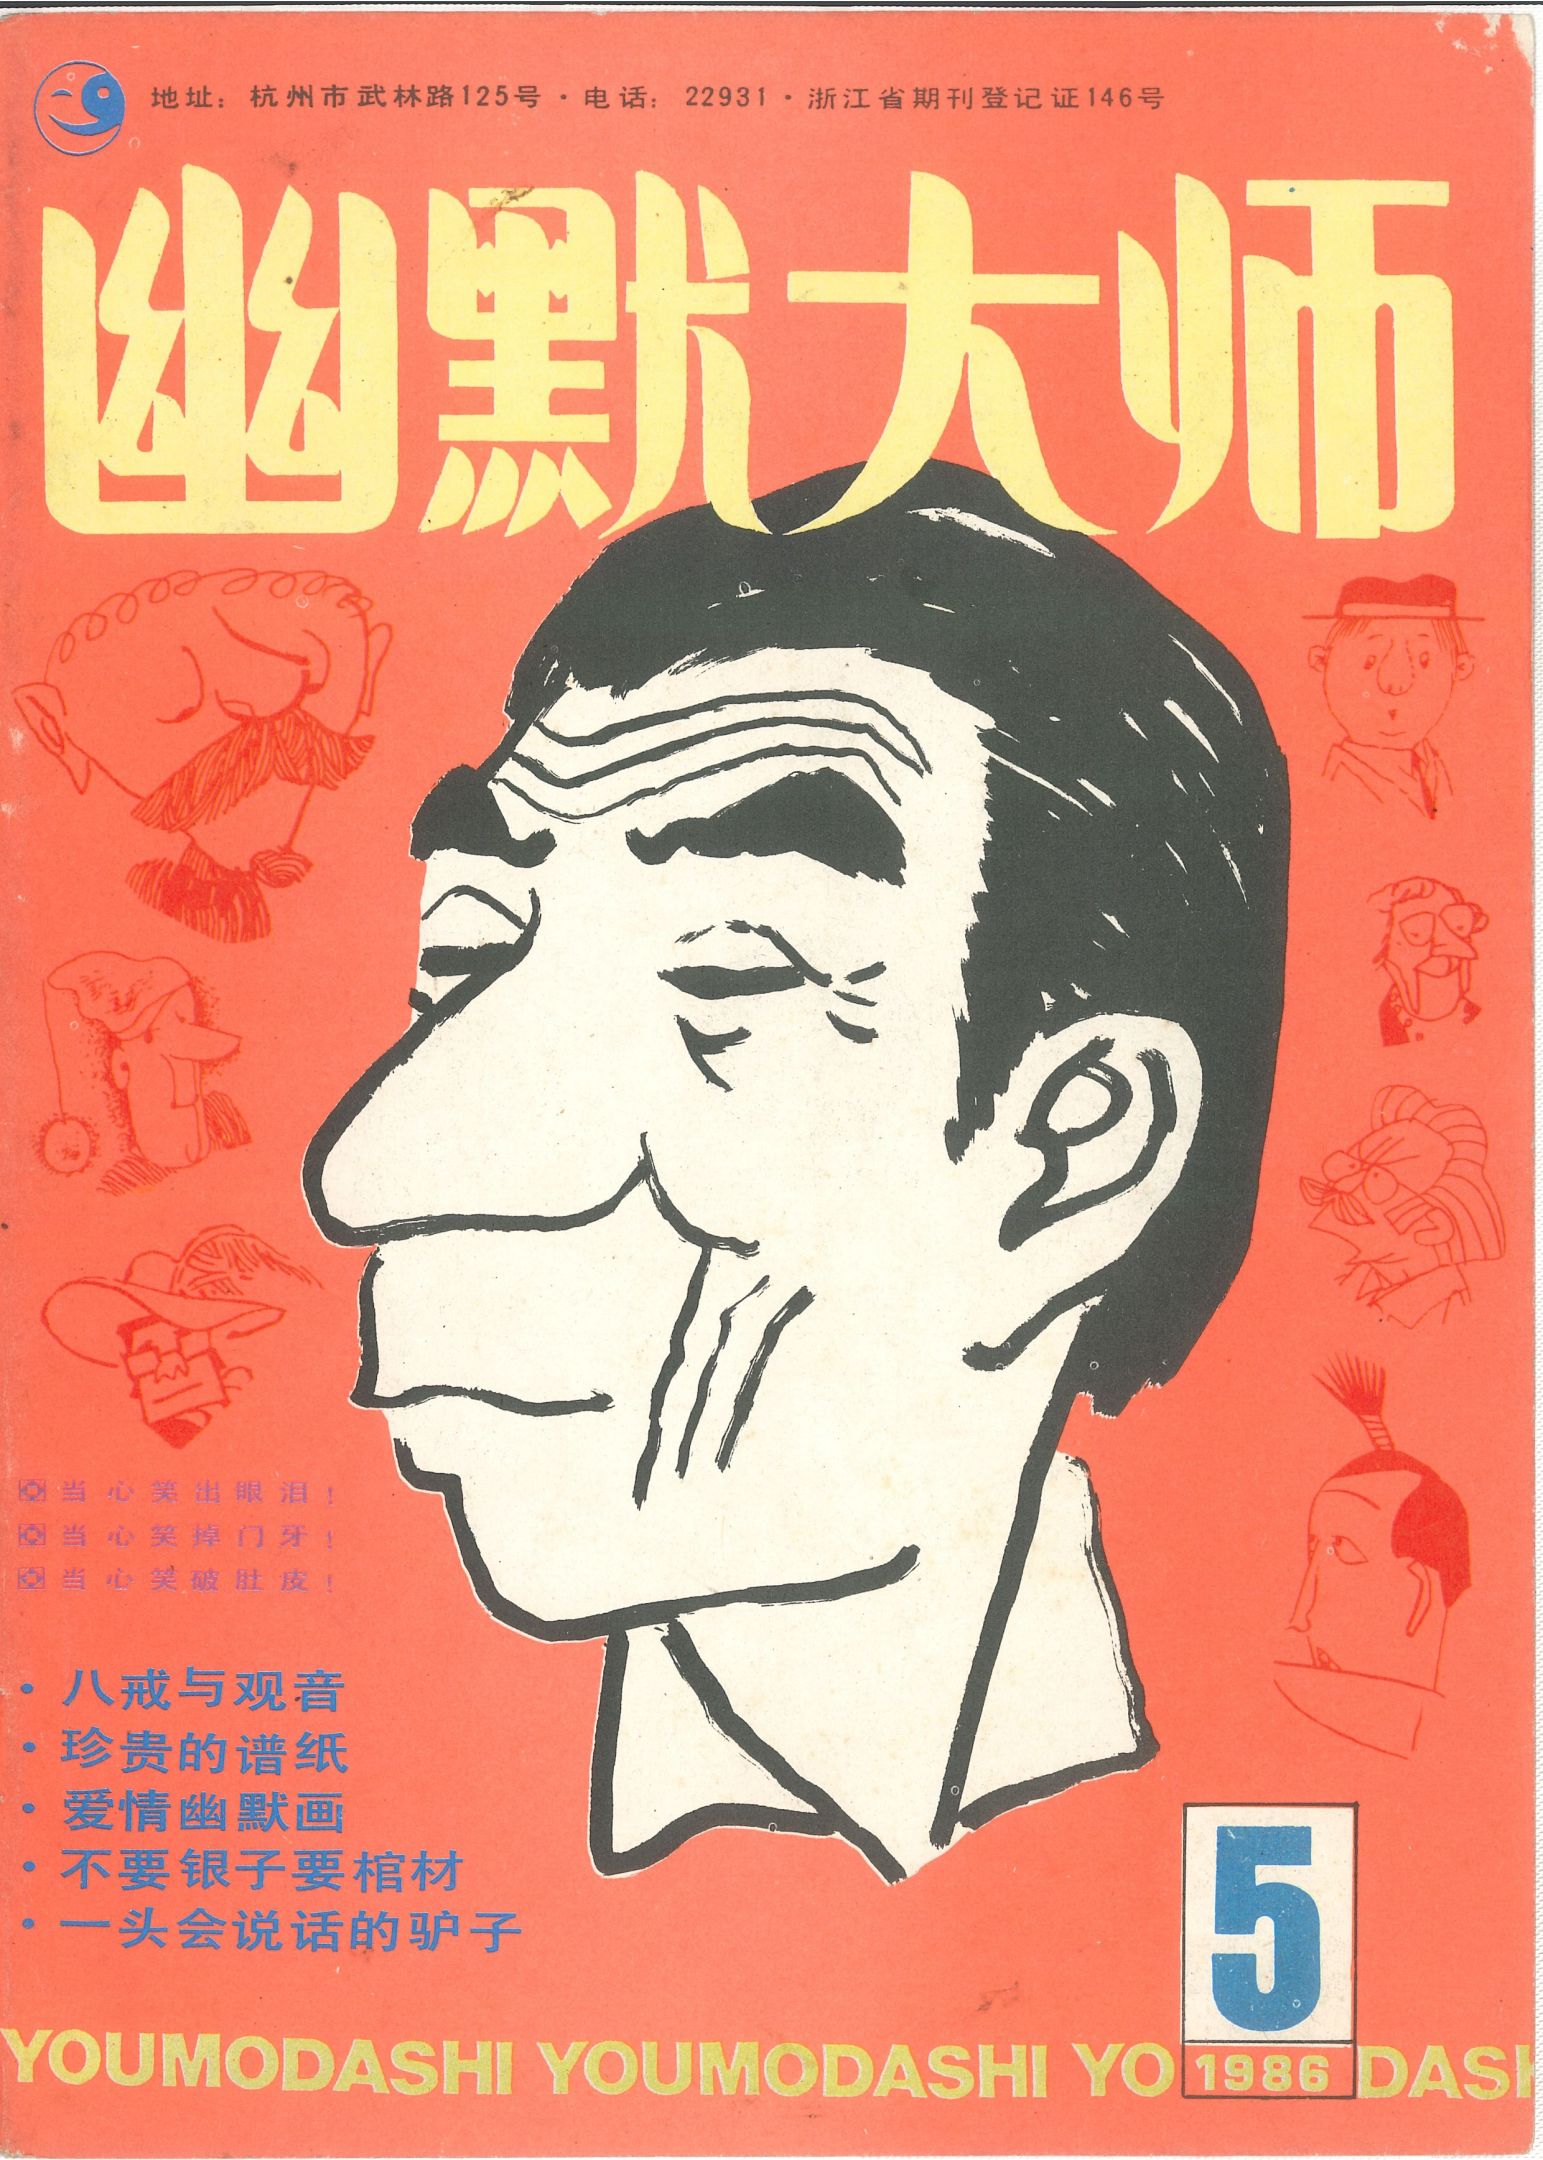 地址：杭州市武林路125号·电话：22931·浙江省期刊登记证146号
幽默大师
当心笑出眼泪！
当心笑掉门牙！
当心笑破肚皮！
·八戒与观音
·珍贵的谱纸
·爱情幽默画
·不要银子要棺材
·一头会说话的驴子
5
1986
YOUMODASHI YOUMODASHI YO DASH